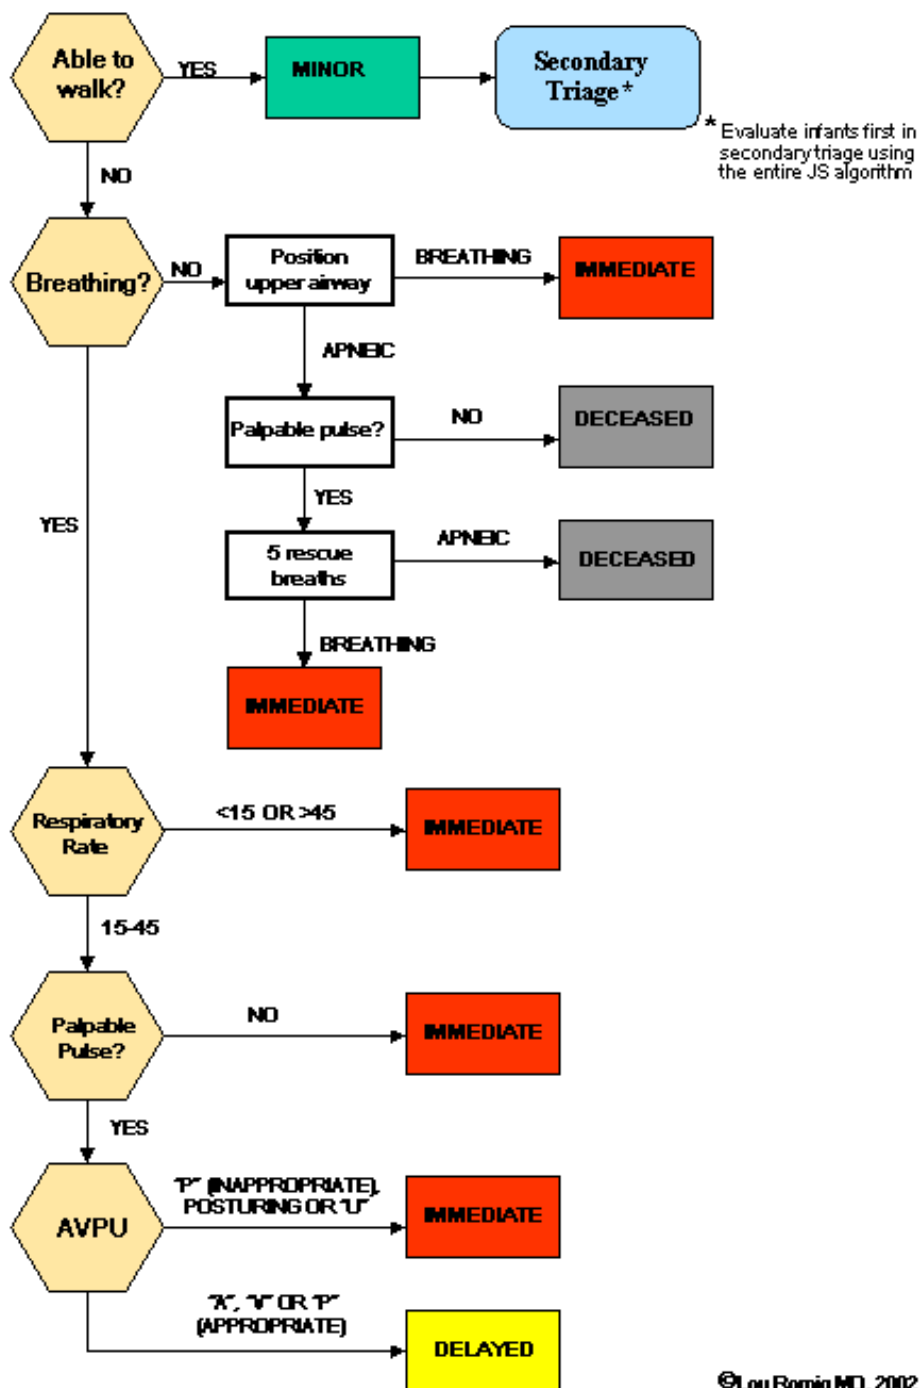 Able to
walk?
YES
MINOR
Secondary
Triage*
* Evaluate infants first in
secondary triage using
the entire JS algorithm
NO
Breathing?
NO
Position
upper airway
BREATHING
IMMEDIATE
APNEIC
Palpable pulse?
NO
DECEASED
YES
YES
5 rescue
breaths
APNEIC
DECEASED
BREATHING
IMMEDIATE
Respiratory
Rate
<15 OR >45
IMMEDIATE
15-45
Palpable
Pulse?
NO
IMMEDIATE
YES
AVPU
"P" (INAPPROPRIATE),
POSTURING OR "U"
IMMEDIATE
"A", "V" OR "P"
(APPROPRIATE)
DELAYED
©Lou Romig MD, 2002